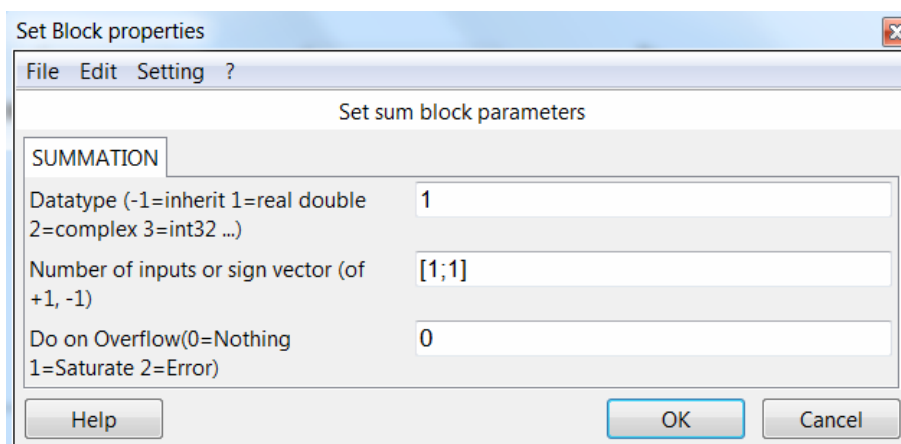 Set Block properties
File Edit Setting ?
Set sum block parameters
SUMMATION
Datatype (-1=inherit 1=real double
2=complex 3=int32 ...)
1
Number of inputs or sign vector (of
+1, -1)
[1;1]
Do on Overflow(0=Nothing
1=Saturate 2=Error)
0
Help
OK
Cancel